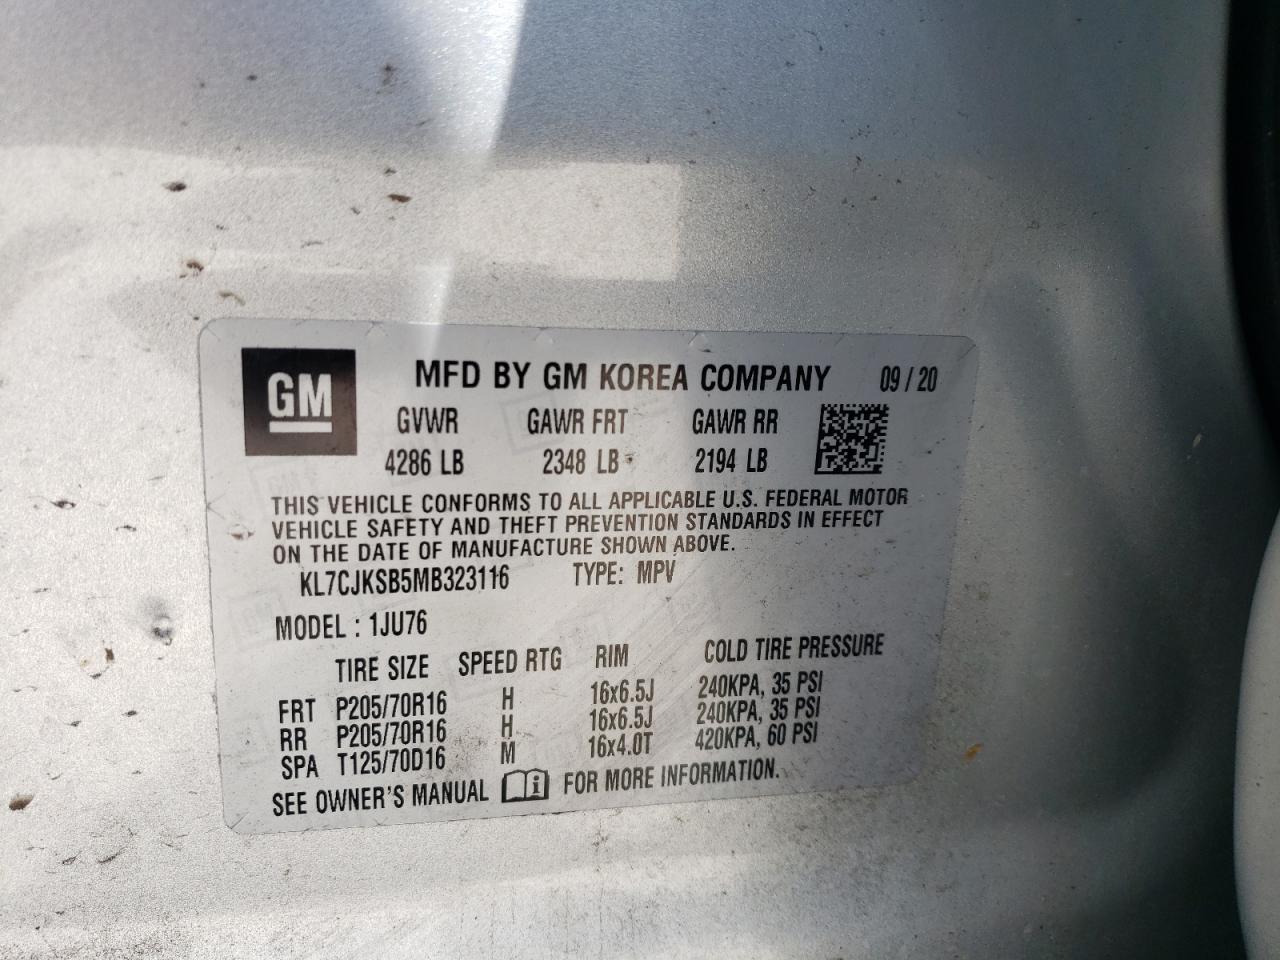 GM
MFD BY GM KOREA COMPANY 09/20
GVWR GAWR FRT GAWR RR
4286 LB 2348 LB 2194 LB
THIS VEHICLE CONFORMS TO ALL APPLICABLE U.S. FEDERAL MOTOR
VEHICLE SAFETY AND THEFT PREVENTION STANDARDS IN EFFECT
ON THE DATE OF MANUFACTURE SHOWN ABOVE.
KL7CJKSB5MB323116 TYPE: MPV
MODEL : 1JU76
TIRE SIZE SPEED RTG RIM COLD TIRE PRESSURE
FRT P205/70R16 H 16x6.5J 240KPA, 35 PSI
RR P205/70R16 H 16x6.5J 240KPA, 35 PSI
SPA T125/70D16 M 16x4.0T 420KPA, 60 PSI
SEE OWNER'S MANUAL i FOR MORE INFORMATION.